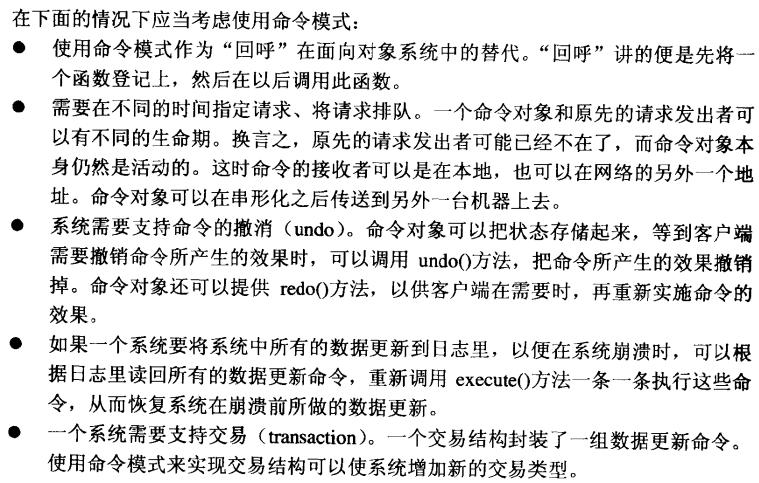 在下面的情况下应当考虑使用命令模式：
● 使用命令模式作为“回呼”在面向对象系统中的替代。“回呼”讲的便是先将一
个函数登记上，然后在以后调用此函数。
● 需要在不同的时间指定请求、将请求排队。一个命令对象和原先的请求发出者可
以有不同的生命期。换言之，原先的请求发出者可能已经不在了，而命令对象本
身仍然是活动的。这时命令的接收者可以是在本地，也可以在网络的另外一个地
址。命令对象可以在串形化之后传送到另外一台机器上去。
● 系统需要支持命令的撤消（undo）。命令对象可以把状态存储起来，等到客户端
需要撤销命令所产生的效果时，可以调用 undo()方法，把命令所产生的效果撤销
掉。命令对象还可以提供 redo()方法，以供客户端在需要时，再重新实施命令的
效果。
● 如果一个系统要将系统中所有的数据更新到日志里，以便在系统崩溃时，可以根
据日志里读回所有的数据更新命令，重新调用 execute()方法一条一条执行这些命
令，从而恢复系统在崩溃前所做的数据更新。
● 一个系统需要支持交易（transaction）。一个交易结构封装了一组数据更新命令。
使用命令模式来实现交易结构可以使系统增加新的交易类型。